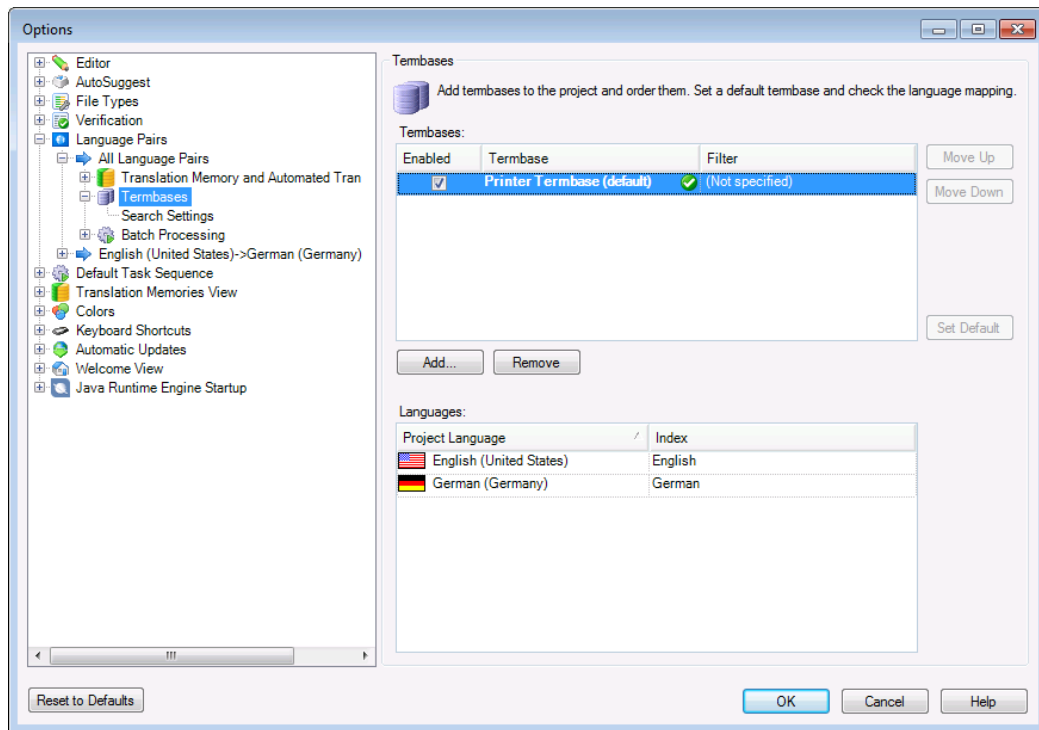 Options
Editor
AutoSuggest
File Types
Verification
Language Pairs
All Language Pairs
Translation Memory and Automated Tran
Termbases
Search Settings
Batch Processing
English (United States)->German (Germany)
Default Task Sequence
Translation Memories View
Colors
Keyboard Shortcuts
Automatic Updates
Welcome View
Java Runtime Engine Startup
Termbases
Add termbases to the project and order them. Set a default termbase and check the language mapping.
Termbases:
Enabled Termbase Filter
Printer Termbase (default) (Not specified)
Move Up
Move Down
Set Default
Add... Remove
Languages:
Project Language Index
English (United States) English
German (Germany) German
Reset to Defaults OK Cancel Help